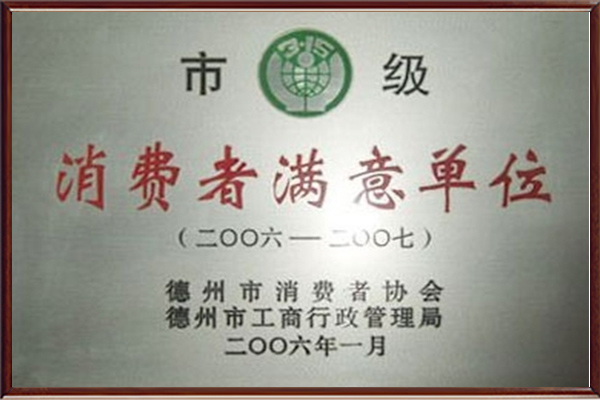 市 3·15 级
消费者满意单位
（二〇〇六 — 二〇〇七）
德州市消费者协会
德州市工商行政管理局
二〇〇六年一月